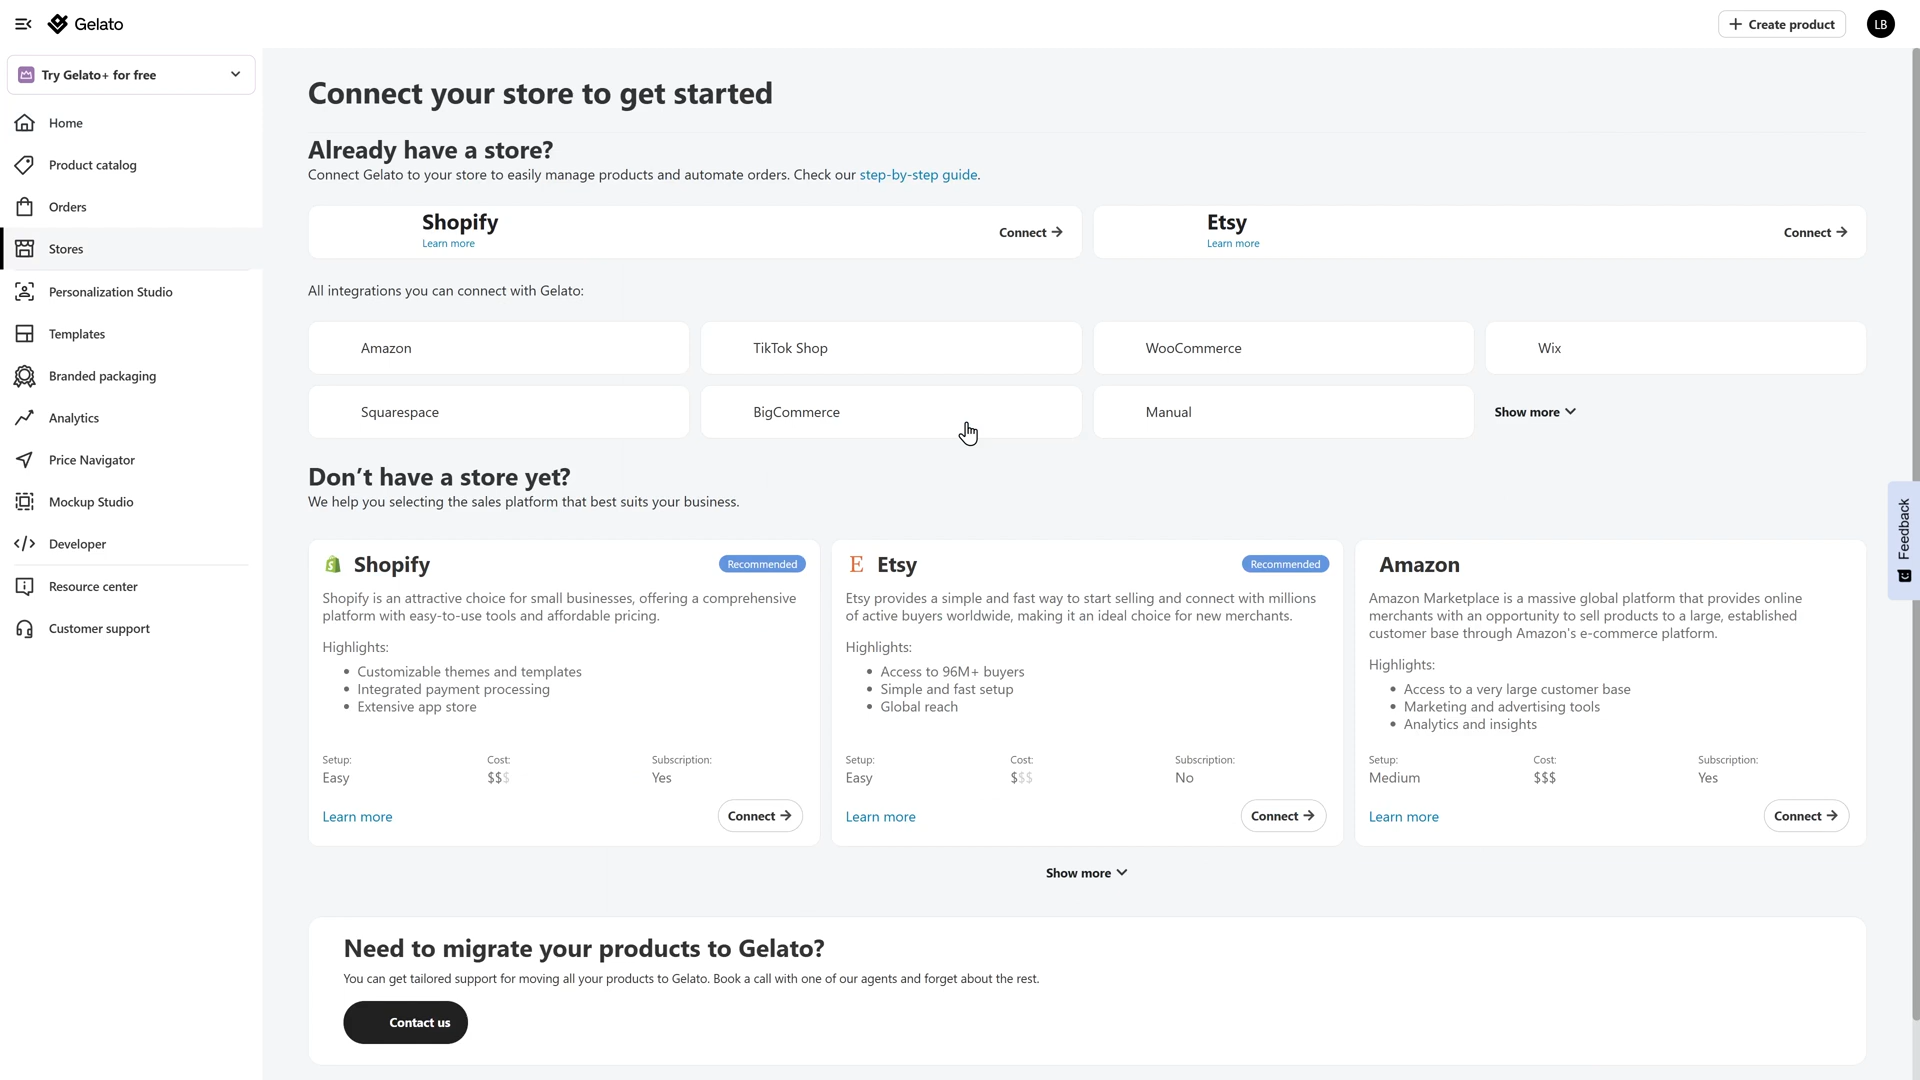 Gelato
Create product
LB
Try Gelato+ for free
Home
Product catalog
Orders
Stores
Personalization Studio
Templates
Branded packaging
Analytics
Price Navigator
Mockup Studio
Developer
Resource center
Customer support
Connect your store to get started
Already have a store?
Connect Gelato to your store to easily manage products and automate orders. Check our step-by-step guide.
Shopify
Learn more
Connect
Etsy
Learn more
Connect
All integrations you can connect with Gelato:
Amazon
TikTok Shop
WooCommerce
Wix
Squarespace
BigCommerce
Manual
Show more
Don’t have a store yet?
We help you selecting the sales platform that best suits your business.
Shopify
Recommended
Shopify is an attractive choice for small businesses, offering a comprehensive
platform with easy-to-use tools and affordable pricing.
Highlights:
• Customizable themes and templates
• Integrated payment processing
• Extensive app store
Setup: Cost: Subscription:
Easy $$$ Yes
Learn more
Connect
E Etsy
Recommended
Etsy provides a simple and fast way to start selling and connect with millions
of active buyers worldwide, making it an ideal choice for new merchants.
Highlights:
• Access to 96M+ buyers
• Simple and fast setup
• Global reach
Setup: Cost: Subscription:
Easy $$$ No
Learn more
Connect
Amazon
Amazon Marketplace is a massive global platform that provides online
merchants with an opportunity to sell products to a large, established
customer base through Amazon's e-commerce platform.
Highlights:
• Access to a very large customer base
• Marketing and advertising tools
• Analytics and insights
Setup: Cost: Subscription:
Medium $$$ Yes
Learn more
Connect
Show more
Need to migrate your products to Gelato?
You can get tailored support for moving all your products to Gelato. Book a call with one of our agents and forget about the rest.
Contact us
Feedback